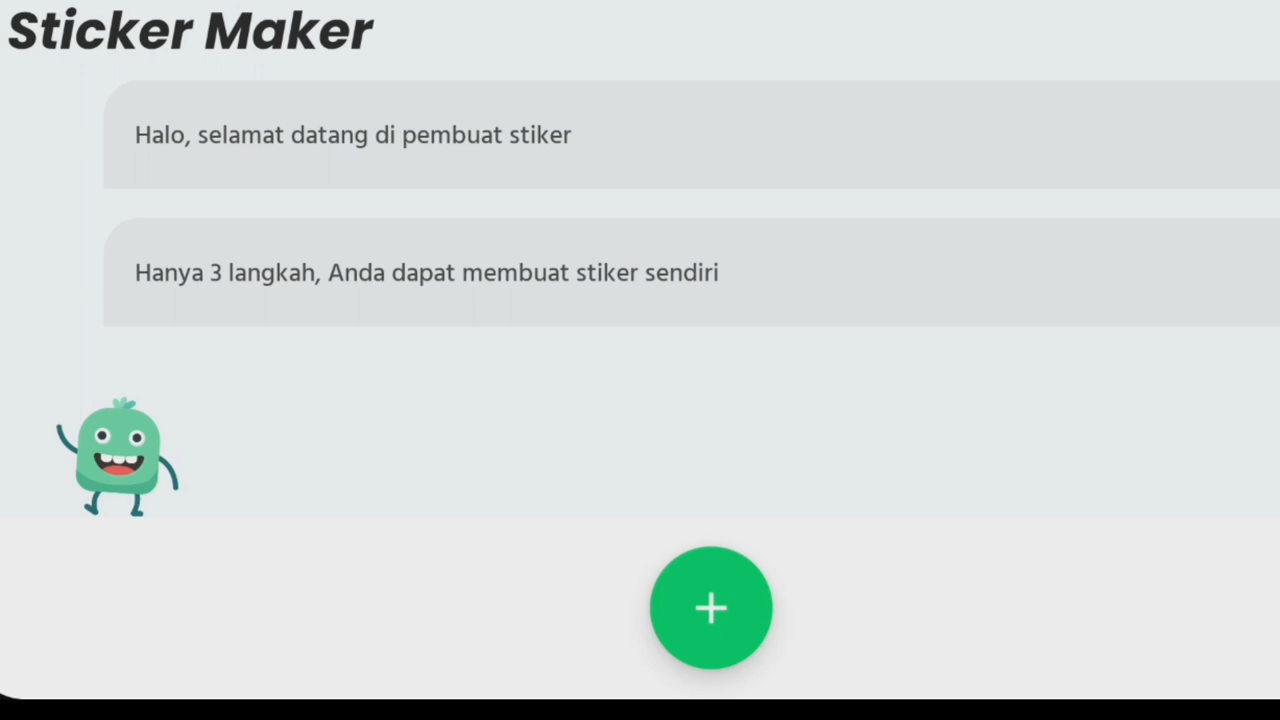 Sticker Maker
Halo, selamat datang di pembuat stiker
Hanya 3 langkah, Anda dapat membuat stiker sendiri